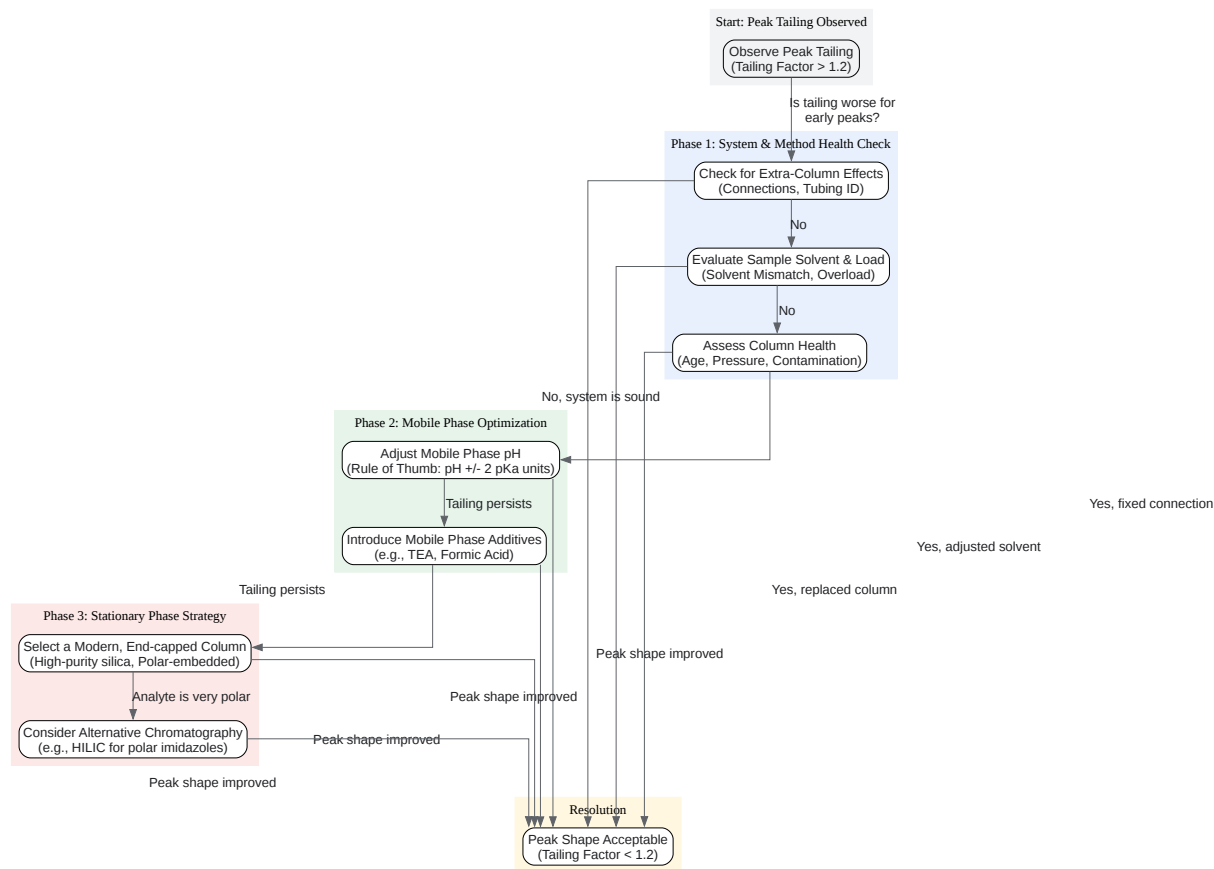 Start: Peak Tailing Observed
Observe Peak Tailing
(Tailing Factor > 1.2)
Is tailing worse for
early peaks?
Phase 1: System & Method Health Check
Check for Extra-Column Effects
(Connections, Tubing ID)
No
Evaluate Sample Solvent & Load
(Solvent Mismatch, Overload)
No
Assess Column Health
(Age, Pressure, Contamination)
No, system is sound
Phase 2: Mobile Phase Optimization
Adjust Mobile Phase pH
(Rule of Thumb: pH +/- 2 pKa units)
Tailing persists
Yes, fixed connection
Introduce Mobile Phase Additives
(e.g., TEA, Formic Acid)
Yes, adjusted solvent
Tailing persists
Yes, replaced column
Phase 3: Stationary Phase Strategy
Select a Modern, End-capped Column
(High-purity silica, Polar-embedded)
Peak shape improved
Analyte is very polar
Peak shape improved
Consider Alternative Chromatography
(e.g., HILIC for polar imidazoles)
Peak shape improved
Peak shape improved
Resolution
Peak Shape Acceptable
(Tailing Factor < 1.2)